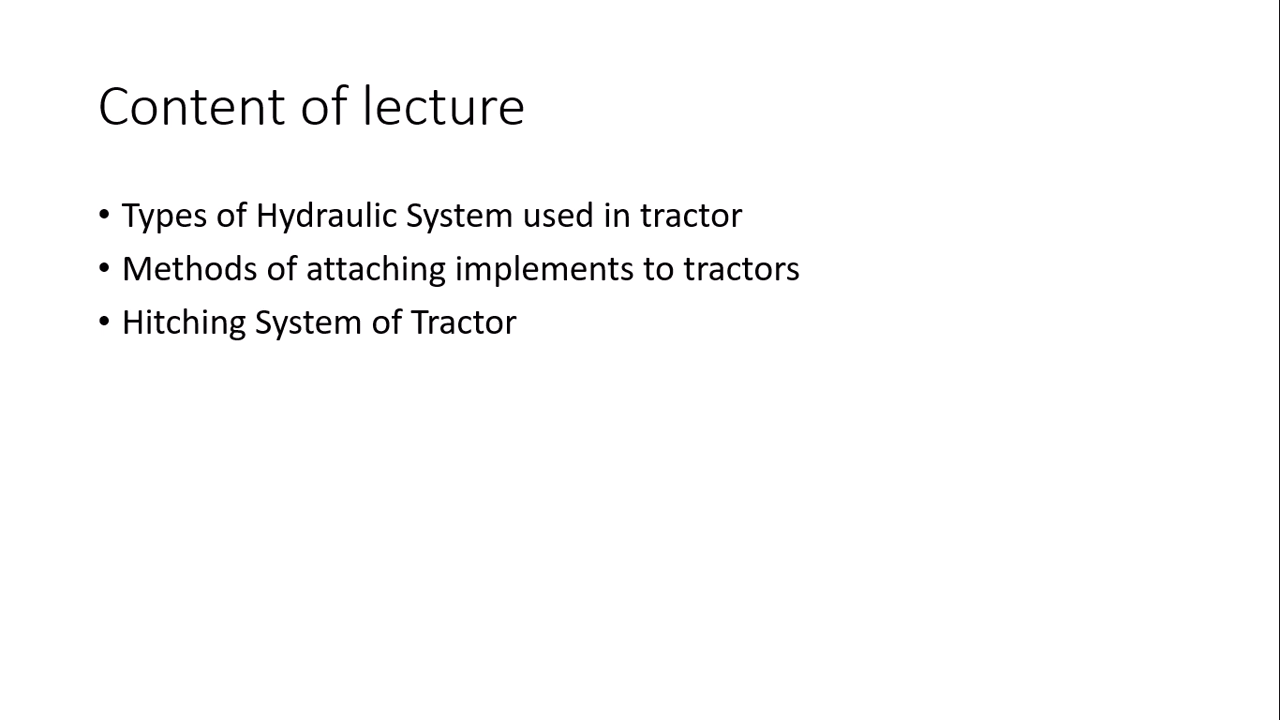 Content of lecture
• Types of Hydraulic System used in tractor
• Methods of attaching implements to tractors
• Hitching System of Tractor